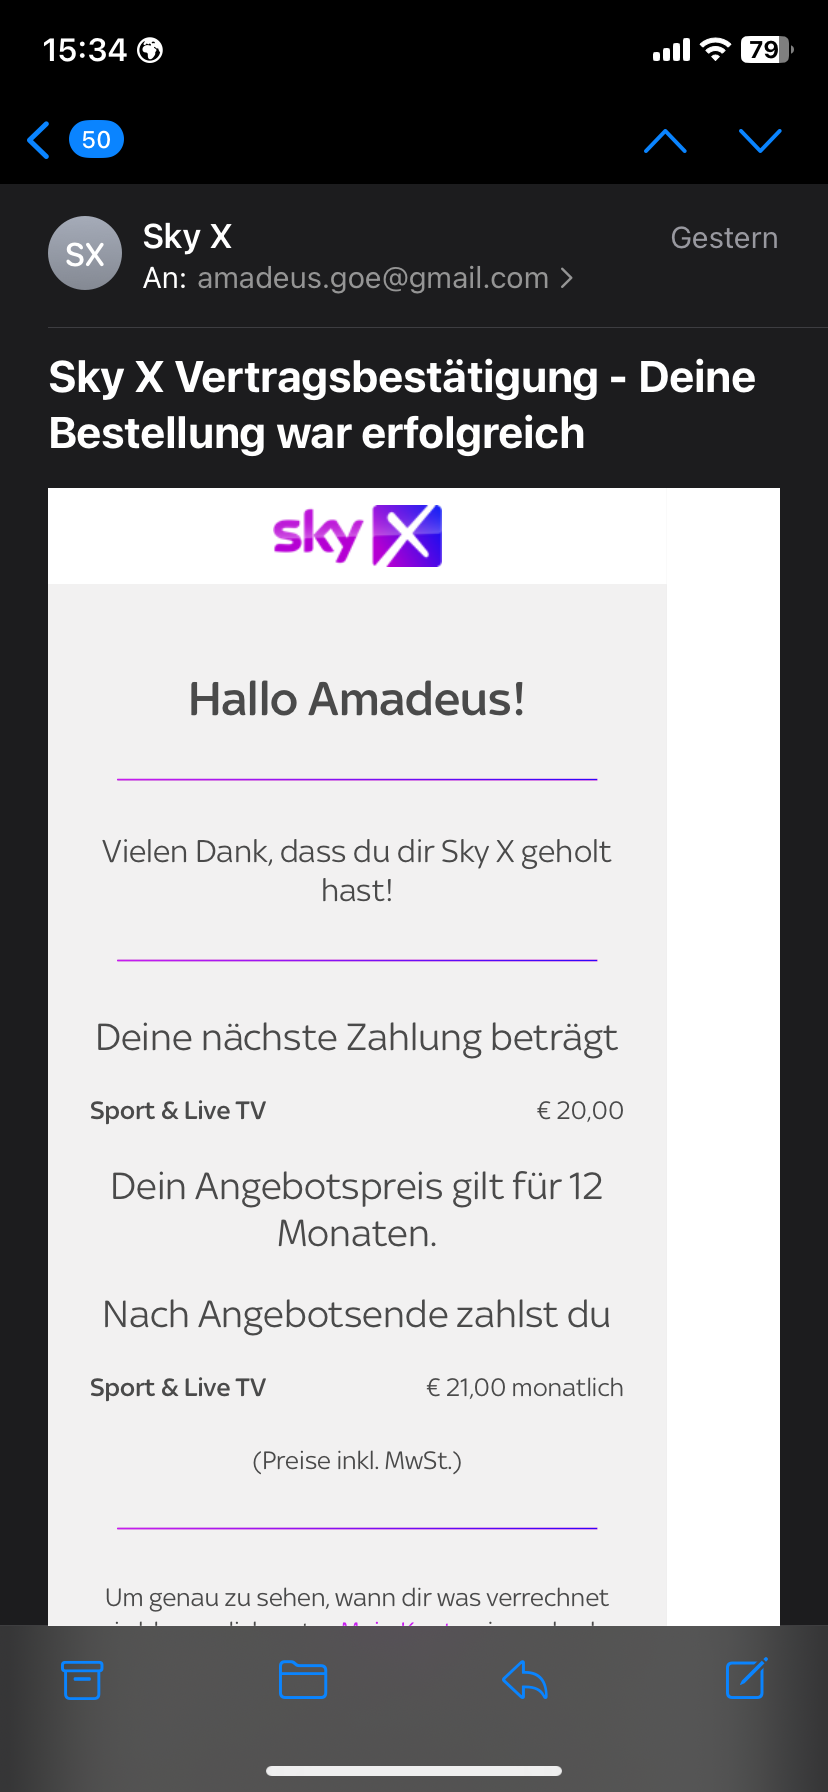 15:34
79
50
SX
Sky X
Gestern
An: amadeus.goe@gmail.com
Sky X Vertragsbestätigung - Deine
Bestellung war erfolgreich
sky X
Hallo Amadeus!
Vielen Dank, dass du dir Sky X geholt
hast!
Deine nächste Zahlung beträgt
Sport & Live TV € 20,00
Dein Angebotspreis gilt für 12
Monaten.
Nach Angebotsende zahlst du
Sport & Live TV € 21,00 monatlich
(Preise inkl. MwSt.)
Um genau zu sehen, wann dir was verrechnet